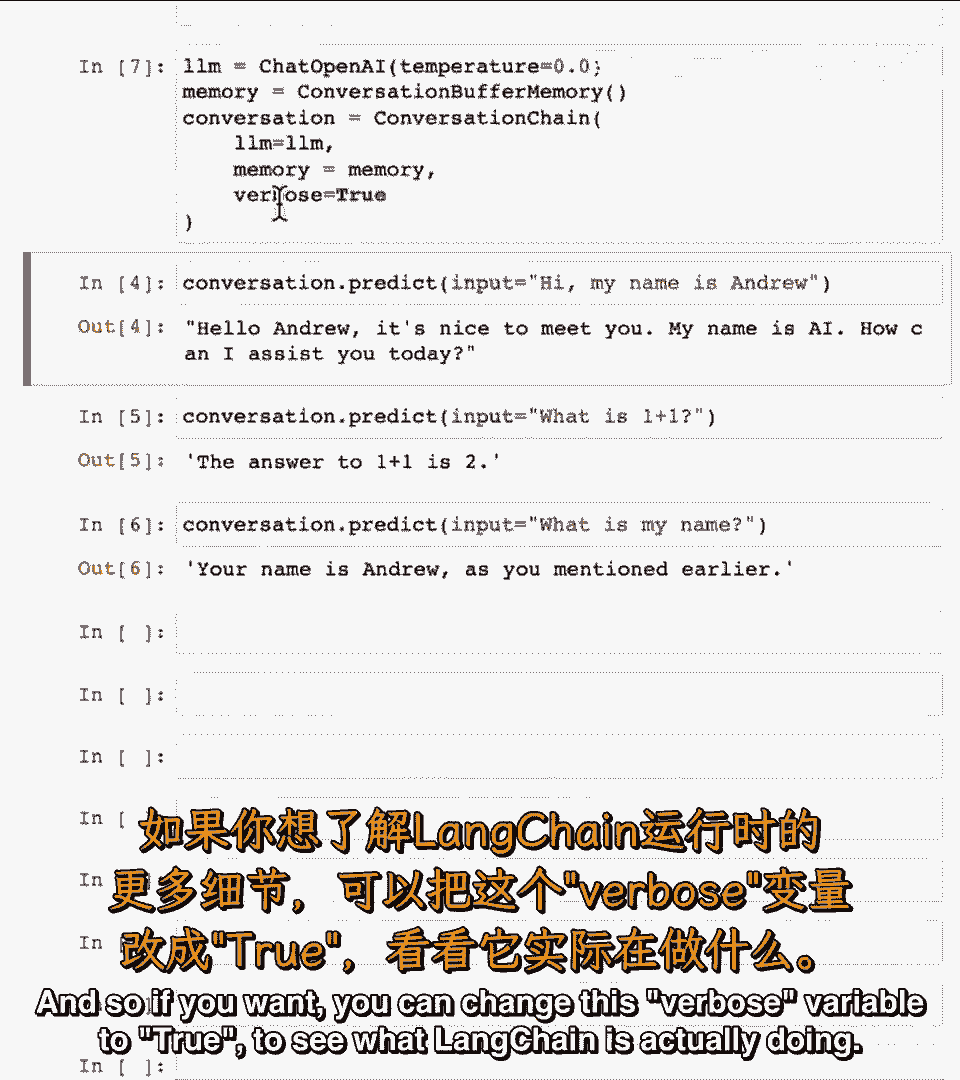 In [7]: llm = ChatOpenAI(temperature=0.0)
memory = ConversationBufferMemory()
conversation = ConversationChain(
    llm=llm,
    memory = memory,
    verbose=True
)
In [4]: conversation.predict(input="Hi, my name is Andrew")
Out[4]: "Hello Andrew, it's nice to meet you. My name is AI. How c
an I assist you today?"
In [5]: conversation.predict(input="What is 1+1?")
Out[5]: 'The answer to 1+1 is 2.'
In [6]: conversation.predict(input="What is my name?")
Out[6]: 'Your name is Andrew, as you mentioned earlier.'
In [ ]:
In [ ]:
In [ ]:
In [
如果你想了解LangChain运行时的
In
更多细节，可以把这个"verbose"变量
In
改成"True"，看看它实际在做什么。
And so if you want, you can change this "verbose" variable
to "True", to see what LangChain is actually doing.
In [ ]: